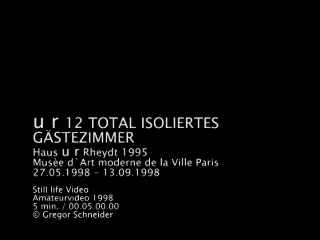 u r 12 TOTAL ISOLIERTES
GÄSTEZIMMER
Haus u r Rheydt 1995
Musée d`Art moderne de la Ville Paris
27.05.1998 - 13.09.1998
Still life Video
Amateurvideo 1998
5 min. / 00.05.00.00
© Gregor Schneider